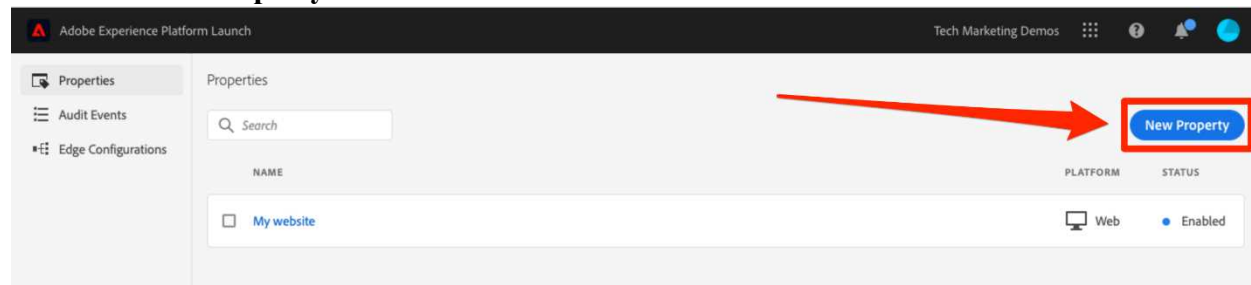 Adobe Experience Platform Launch
Tech Marketing Demos
Properties
Properties
Audit Events
Search
New Property
Edge Configurations
NAME
PLATFORM
STATUS
My website
Web
Enabled